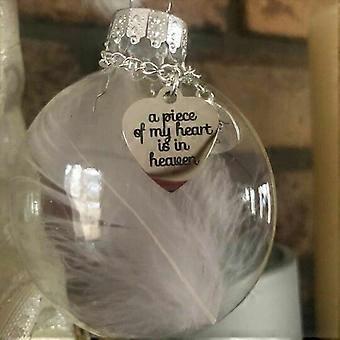 a piece
of my heart
is in
heaven